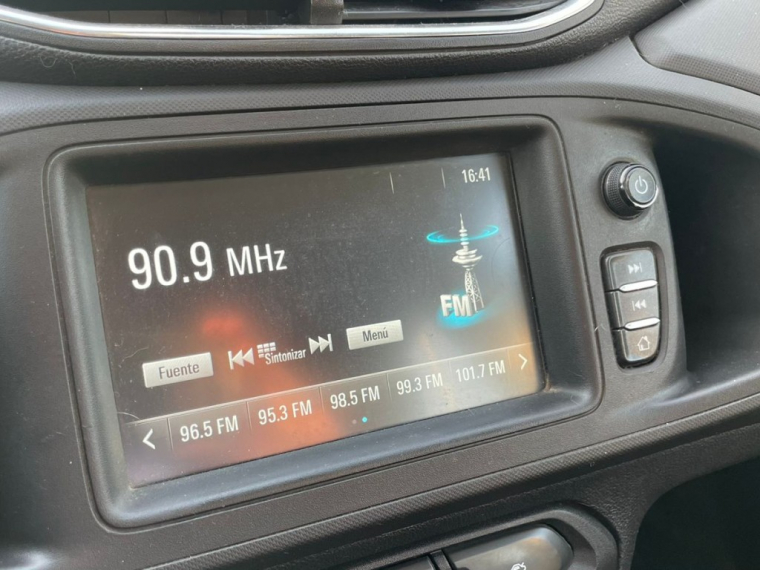 16:41
90.9 MHz
FM
Fuente
Sintonizar
Menú
96.5 FM
95.3 FM
98.5 FM
99.3 FM
101.7 FM